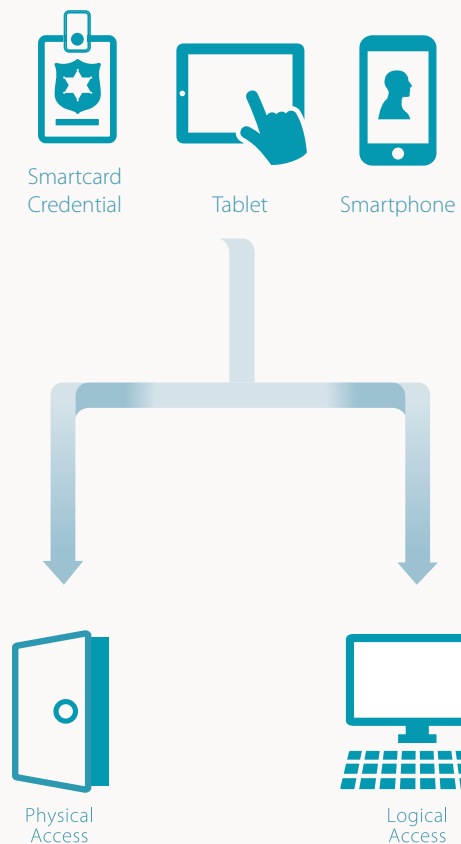 Smartcard
Credential
Tablet
Smartphone
Physical
Access
Logical
Access